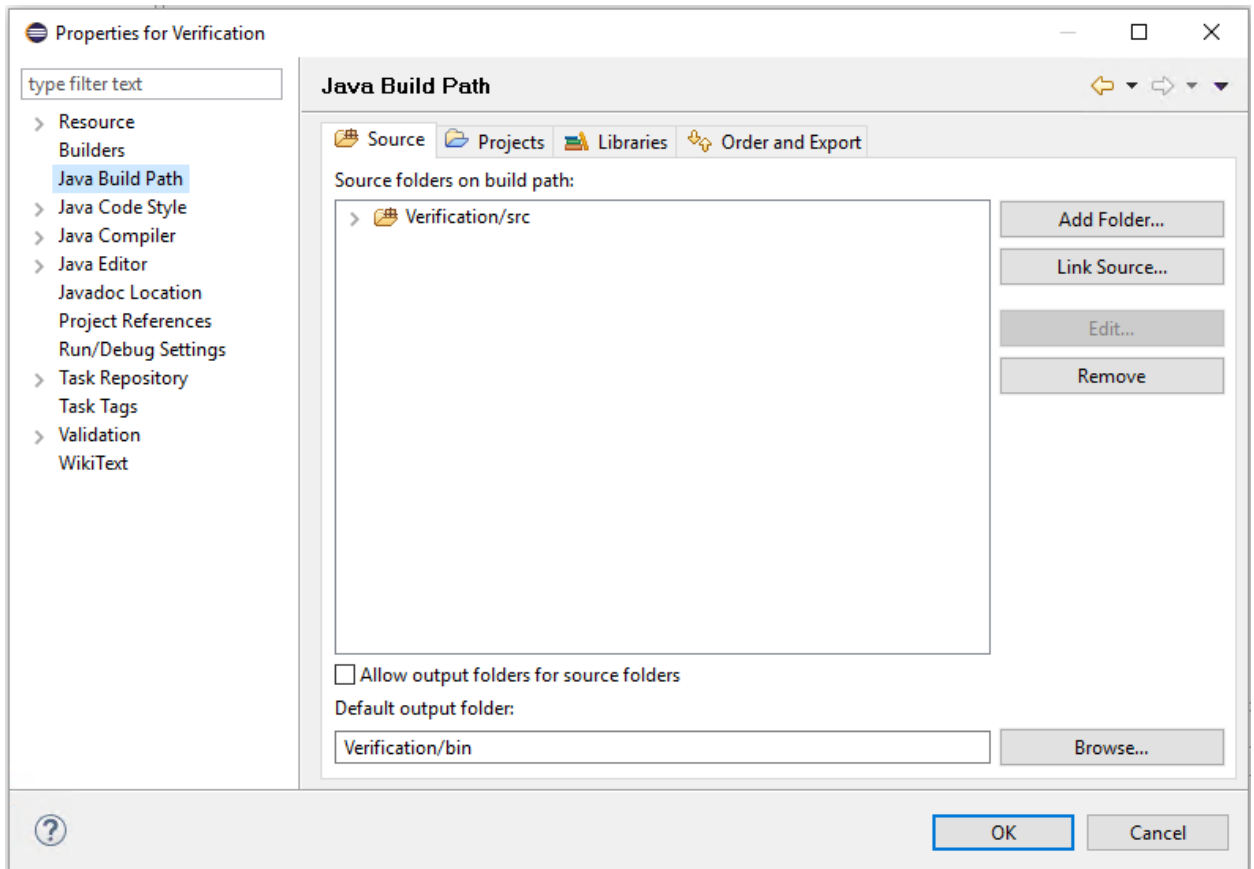 Properties for Verification
type filter text
Resource
Builders
Java Build Path
Java Code Style
Java Compiler
Java Editor
Javadoc Location
Project References
Run/Debug Settings
Task Repository
Task Tags
Validation
WikiText
Java Build Path
Source Projects Libraries Order and Export
Source folders on build path:
Verification/src
Add Folder...
Link Source...
Edit...
Remove
Allow output folders for source folders
Default output folder:
Verification/bin
Browse...
OK Cancel